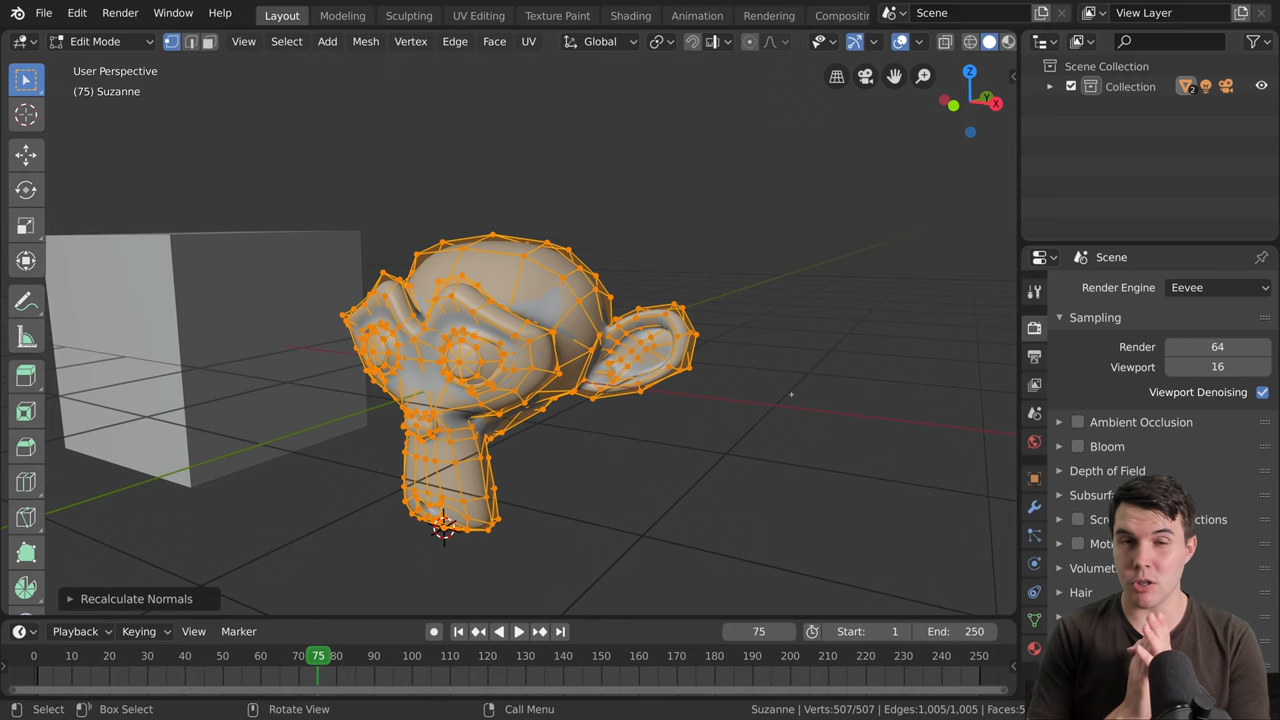 File Edit Render Window Help Layout Modeling Sculpting UV Editing Texture Paint Shading Animation Rendering Scene View Layer
Edit Mode View Select Add Mesh Vertex Edge Face UV Global
User Perspective
(75) Suzanne
Z
Y
X
Recalculate Normals
Scene Collection
Collection 2
Scene
Render Engine Eevee
Sampling
Render 64
Viewport 16
Viewport Denoising
Ambient Occlusion
Bloom
Depth of Field
Hair
Playback Keying View Marker 75 Start: 1 End: 250
0 10 20 30 40 50 60 70 75 80 90 100 110 120 130 140 150 160 170 180 190 200 210 220 230 240 250
Select Box Select Rotate View Call Menu Suzanne | Verts:507/507 | Edges:1,005/1,005 | Faces:5